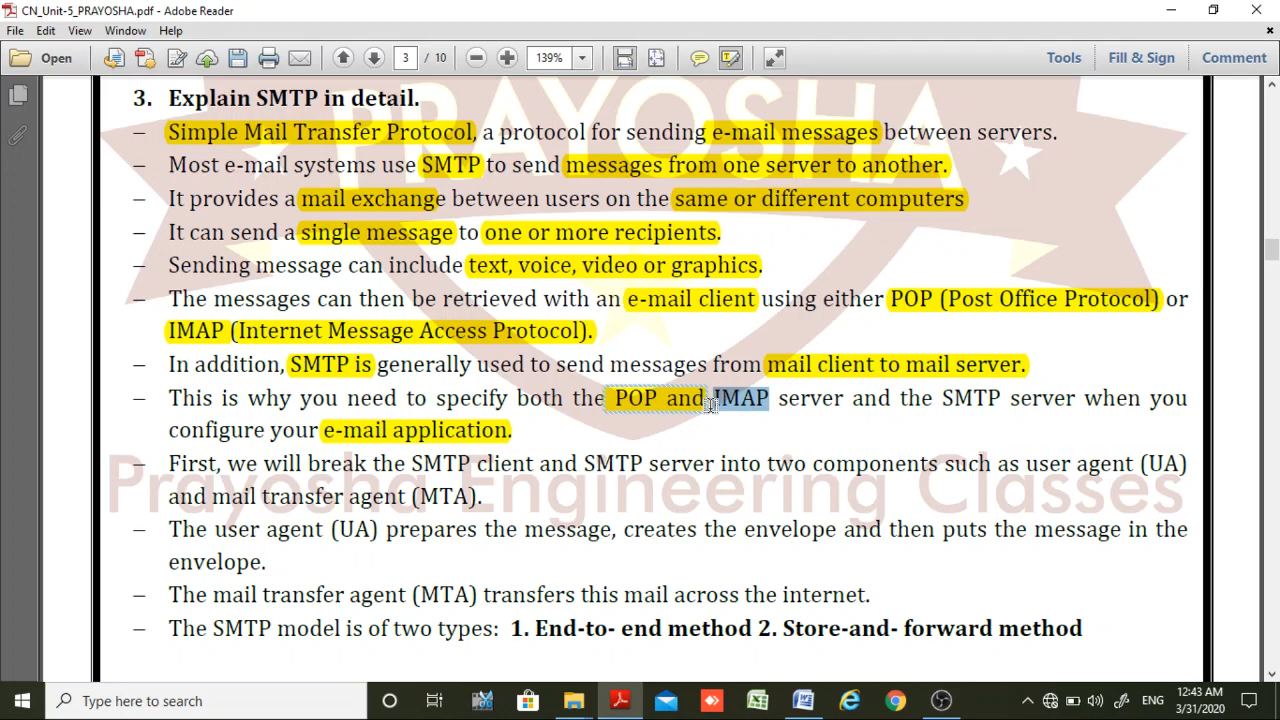 CN_Unit-5_PRAYOSHA.pdf - Adobe Reader
File Edit View Window Help
Open 3 / 10 139% Tools Fill & Sign Comment
PRAYOSHA
3. Explain SMTP in detail.
– Simple Mail Transfer Protocol, a protocol for sending e-mail messages between servers.
– Most e-mail systems use SMTP to send messages from one server to another.
– It provides a mail exchange between users on the same or different computers
– It can send a single message to one or more recipients.
– Sending message can include text, voice, video or graphics.
– The messages can then be retrieved with an e-mail client using either POP (Post Office Protocol) or
IMAP (Internet Message Access Protocol).
– In addition, SMTP is generally used to send messages from mail client to mail server.
– This is why you need to specify both the POP and IMAP server and the SMTP server when you
configure your e-mail application.
– First, we will break the SMTP client and SMTP server into two components such as user agent (UA)
and mail transfer agent (MTA).
Prayosha Engineering Classes
– The user agent (UA) prepares the message, creates the envelope and then puts the message in the
envelope.
– The mail transfer agent (MTA) transfers this mail across the internet.
– The SMTP model is of two types: 1. End-to- end method 2. Store-and- forward method
Type here to search
ENG
12:43 AM
3/31/2020